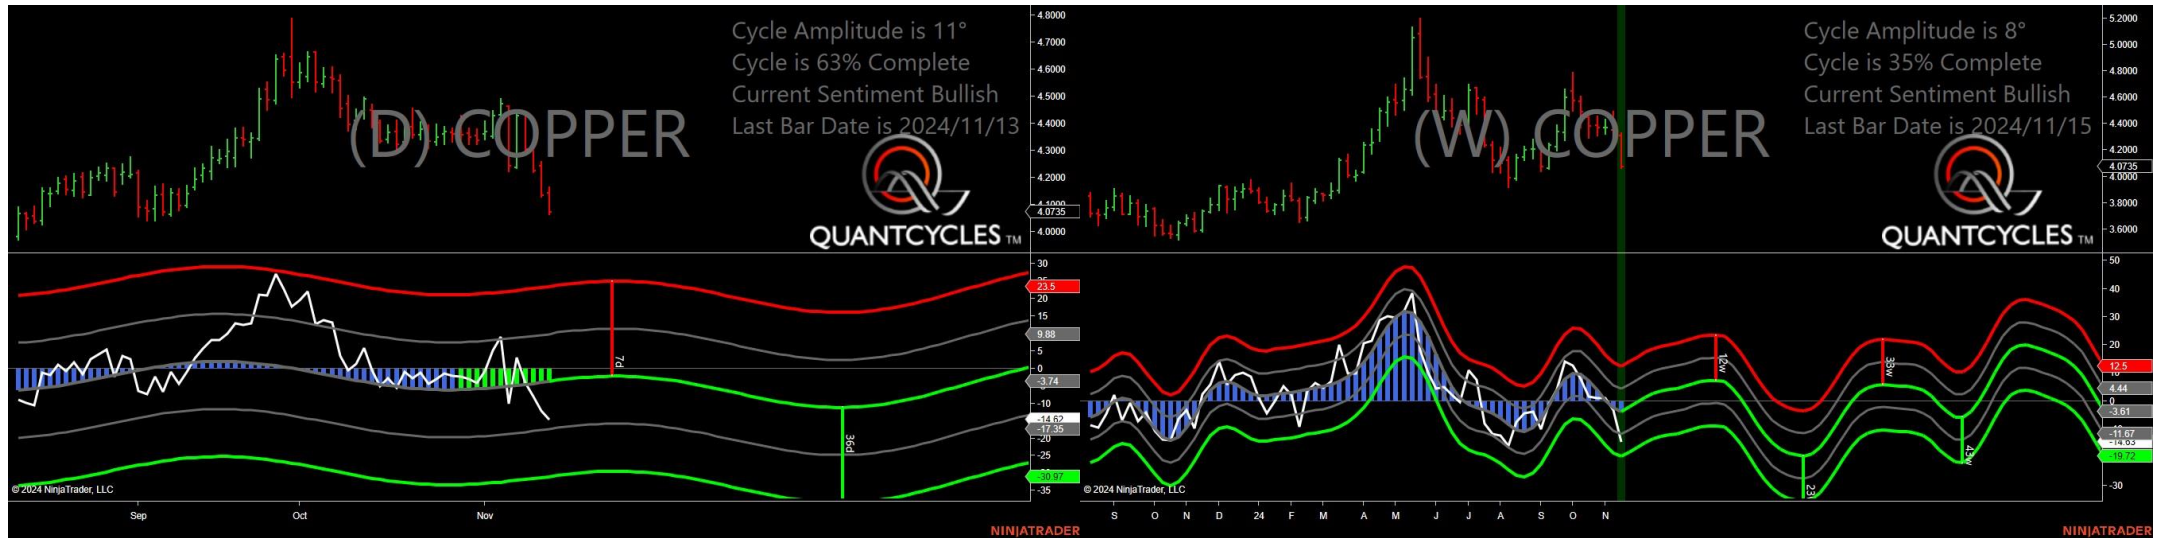 Cycle Amplitude is 11°
Cycle is 63% Complete
Current Sentiment Bullish
Last Bar Date is 2024/11/13
(D) COPPER
QUANTCYCLES TM
4.8000
4.7000
4.6000
4.5000
4.4000
4.3000
4.2000
4.1000
4.0735
4.0000
30
25
23.5
20
15
9.88
5
0
-3.74
-10
-14.62
-17.35
-25
-30.97
-35
7d
36d
© 2024 NinjaTrader, LLC
Sep
Oct
Nov
NINJATRADER
Cycle Amplitude is 8°
Cycle is 35% Complete
Current Sentiment Bullish
Last Bar Date is 2024/11/15
(W) COPPER
QUANTCYCLES TM
5.2000
5.0000
4.8000
4.6000
4.4000
4.2000
4.0735
4.0000
3.8000
3.6000
50
40
30
20
12.5
4.44
0
-3.61
-11.67
-14.63
-19.72
-30
12w
33w
43w
© 2024 NinjaTrader, LLC
S O N D 24 F M A M J J A S O N
NINJATRADER